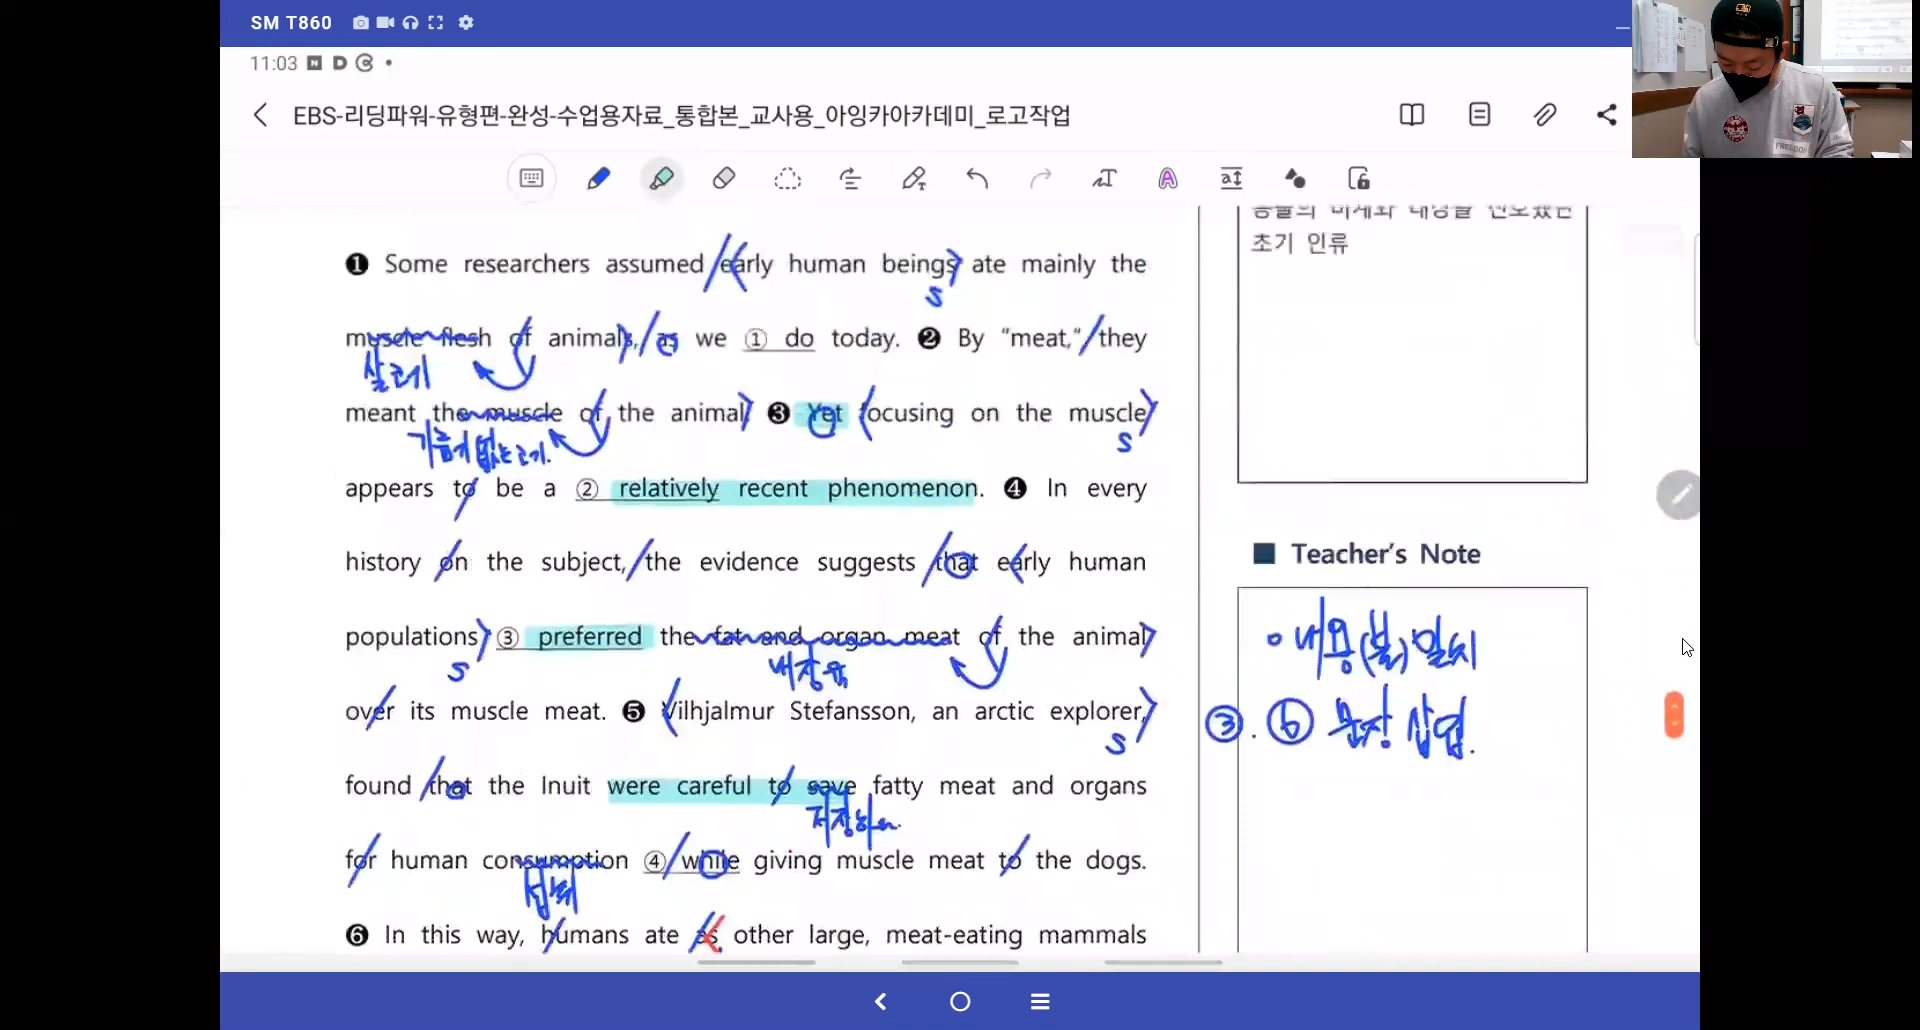 SM T860
11:03
EBS-리딩파워-유형편-완성-수업용자료_통합본_교사용_아잉카아카데미_로고작업
초기 인류
❶ Some researchers assumed early human beings ate mainly the
S
muscle flesh of animals, as we ① do today. ❷ By "meat," they
살코기
meant the muscle of the animal. ❸ Yet focusing on the muscle
기름기 없는 고기.
S
appears to be a ② relatively recent phenomenon. ❹ In every
history on the subject, the evidence suggests that early human
populations ③ preferred the fat and organ meat of the animal
S
내장육
over its muscle meat. ❺ Vilhjalmur Stefansson, an arctic explorer,
S
found that the Inuit were careful to save fatty meat and organs
저장하는
for human consumption ④ while giving muscle meat to the dogs.
섭취
❻ In this way, humans ate as other large, meat-eating mammals
Teacher's Note
내용(불)일치
③. ⓑ 문장 삽입.
FREEDOM